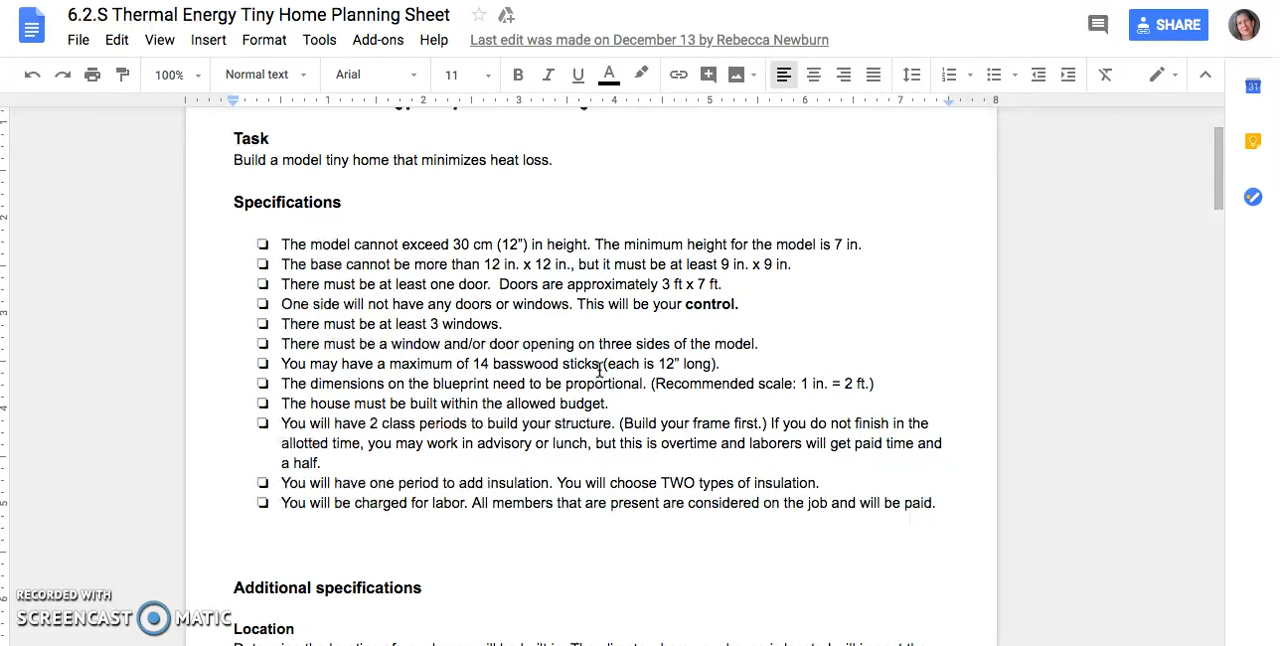 6.2.S Thermal Energy Tiny Home Planning Sheet
SHARE
File Edit View Insert Format Tools Add-ons Help Last edit was made on December 13 by Rebecca Newburn
100% Normal text Arial 11 B I U A
1 2 3 4 5 6 7 8
Task
Build a model tiny home that minimizes heat loss.
Specifications
The model cannot exceed 30 cm (12”) in height. The minimum height for the model is 7 in.
The base cannot be more than 12 in. x 12 in., but it must be at least 9 in. x 9 in.
There must be at least one door. Doors are approximately 3 ft x 7 ft.
One side will not have any doors or windows. This will be your control.
There must be at least 3 windows.
There must be a window and/or door opening on three sides of the model.
You may have a maximum of 14 basswood sticks (each is 12” long).
The dimensions on the blueprint need to be proportional. (Recommended scale: 1 in. = 2 ft.)
The house must be built within the allowed budget.
You will have 2 class periods to build your structure. (Build your frame first.) If you do not finish in the
allotted time, you may work in advisory or lunch, but this is overtime and laborers will get paid time and
a half.
You will have one period to add insulation. You will choose TWO types of insulation.
You will be charged for labor. All members that are present are considered on the job and will be paid.
Additional specifications
Location
RECORDED WITH
SCREENCAST MATIC
31